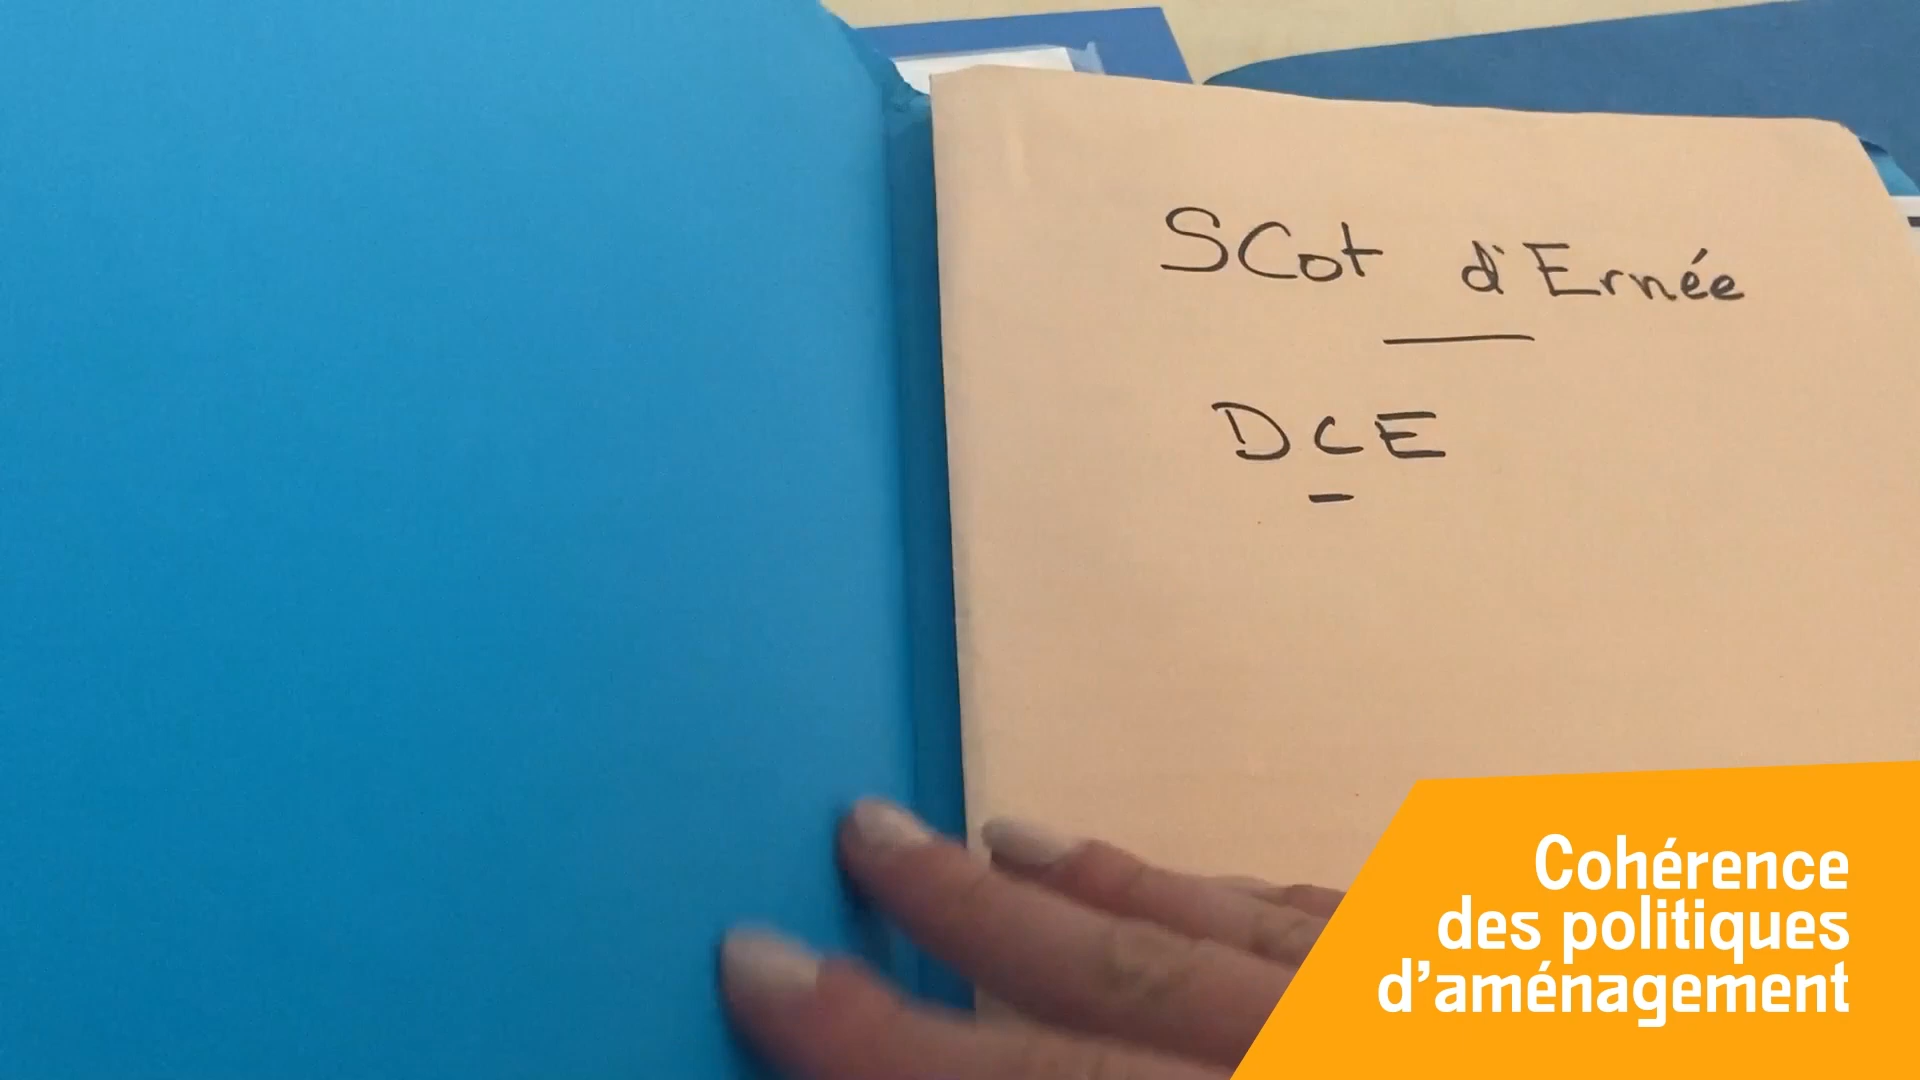 SCot d'Ernée
DCE
Cohérence
des politiques
d'aménagement